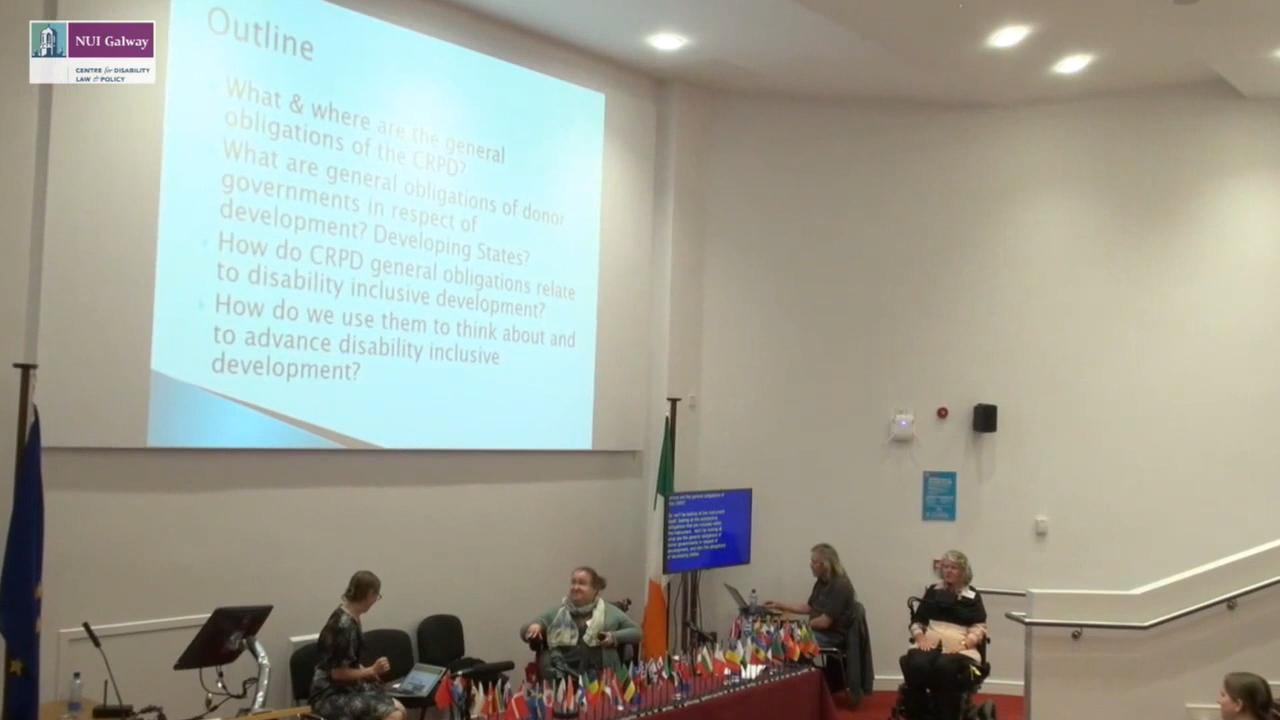 NUI Galway
CENTRE for DISABILITY
LAW & POLICY
Outline
What & where are the general
obligations of the CRPD?
What are general obligations of donor
governments in respect of
development? Developing States?
How do CRPD general obligations relate
to disability inclusive development?
How do we use them to think about and
to advance disability inclusive
development?